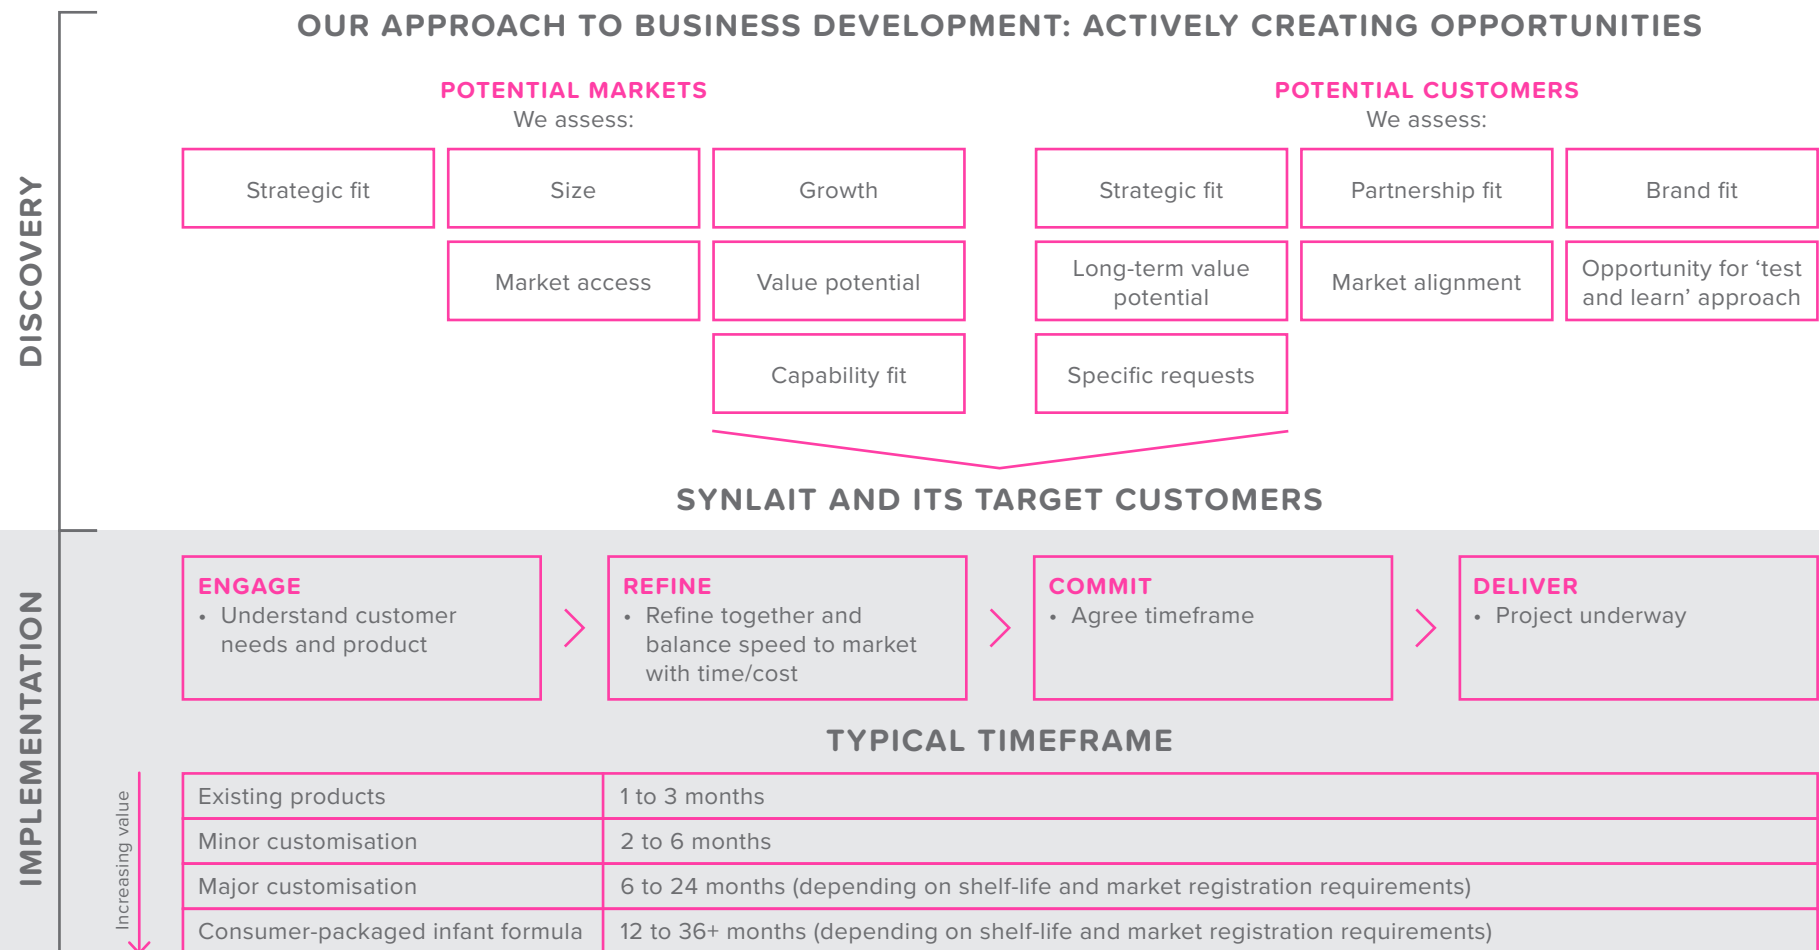 OUR APPROACH TO BUSINESS DEVELOPMENT: ACTIVELY CREATING OPPORTUNITIES
DISCOVERY
POTENTIAL MARKETS
We assess:
Strategic fit
Size
Growth
Market access
Value potential
Capability fit
POTENTIAL CUSTOMERS
We assess:
Strategic fit
Partnership fit
Brand fit
Long-term value
potential
Market alignment
Opportunity for ‘test
and learn’ approach
Specific requests
SYNLAIT AND ITS TARGET CUSTOMERS
IMPLEMENTATION
ENGAGE
• Understand customer
needs and product
REFINE
• Refine together and
balance speed to market
with time/cost
COMMIT
• Agree timeframe
DELIVER
• Project underway
TYPICAL TIMEFRAME
Increasing value
Existing products
1 to 3 months
Minor customisation
2 to 6 months
Major customisation
6 to 24 months (depending on shelf-life and market registration requirements)
Consumer-packaged infant formula
12 to 36+ months (depending on shelf-life and market registration requirements)